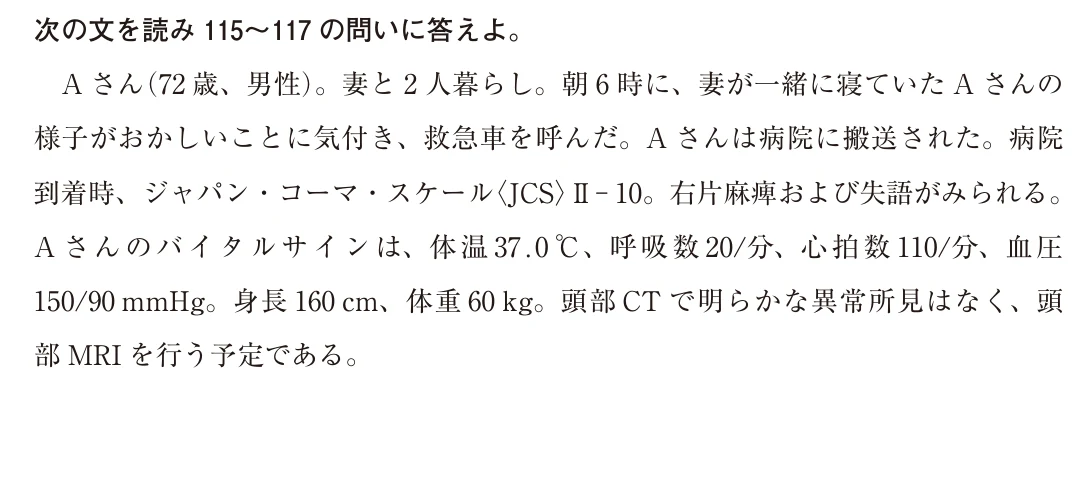 次の文を読み 115〜117 の問いに答えよ。
A さん(72 歳、男性)。妻と 2 人暮らし。朝 6 時に、妻が一緒に寝ていた A さんの
様子がおかしいことに気付き、救急車を呼んだ。A さんは病院に搬送された。病院
到着時、ジャパン・コーマ・スケール〈JCS〉Ⅱ-10。右片麻痺および失語がみられる。
A さんのバイタルサインは、体温 37.0 ℃、呼吸数 20/分、心拍数 110/分、血圧
150/90 mmHg。身長 160 cm、体重 60 kg。頭部 CT で明らかな異常所見はなく、頭
部 MRI を行う予定である。